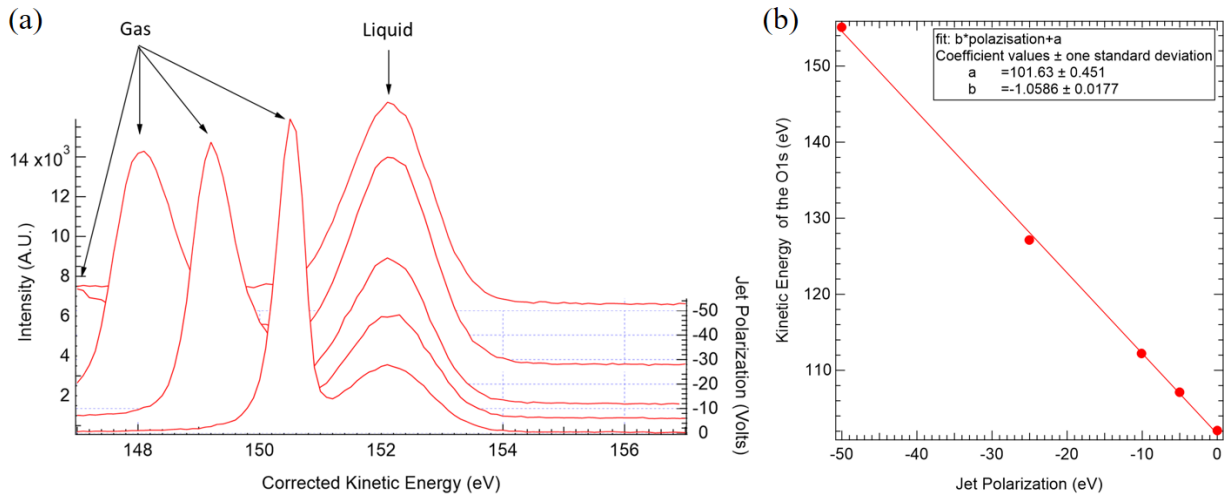 (a)
Gas
Liquid
14 x10³
12
10
8
6
4
2
Intensity (A.U.)
-50
-40
-30
-20
-10
0
Jet Polarization (Volts)
148
150
152
154
156
Corrected Kinetic Energy (eV)
(b)
fit: b*polazisation+a
Coefficient values ± one standard deviation
a =101.63 ± 0.451
b =-1.0586 ± 0.0177
150
140
130
120
110
Kinetic Energy of the O1s (eV)
-50
-40
-30
-20
-10
0
Jet Polarization (eV)